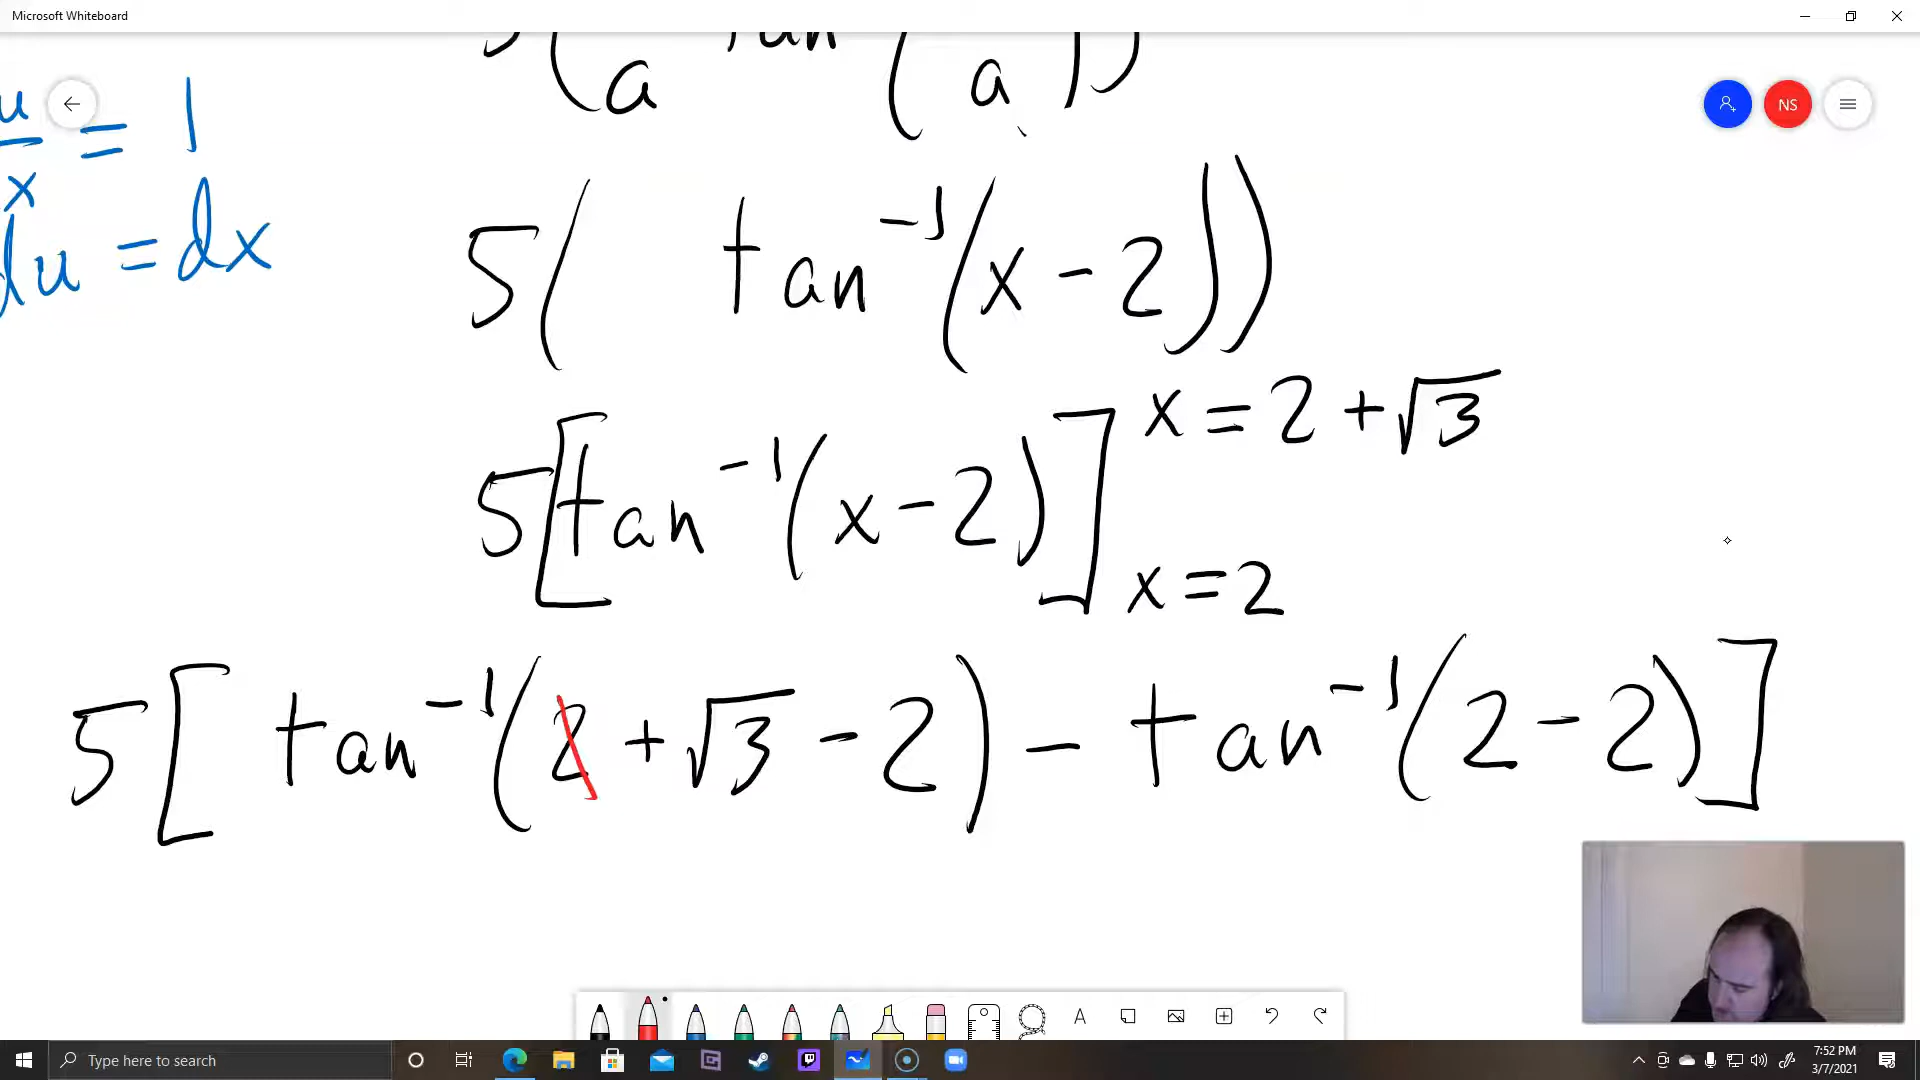 Microsoft Whiteboard
NS
a a
= 1
x
du = dx
5( tan⁻¹(x - 2))
5[tan⁻¹(x - 2)] x = 2 + √3
x = 2
5[ tan⁻¹(2 + √3 - 2) - tan⁻¹(2 - 2)]
A
Type here to search
7:52 PM
3/7/2021